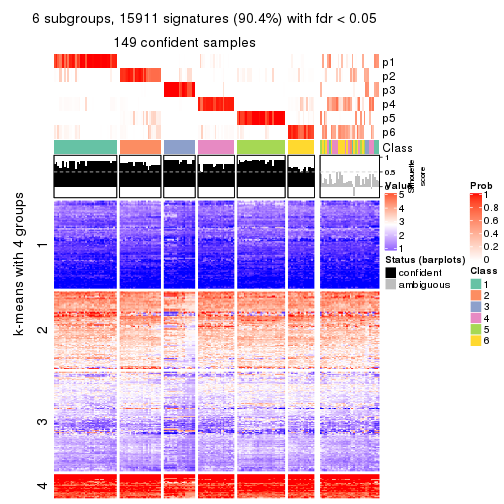 6 subgroups, 15911 signatures (90.4%) with fdr < 0.05
149 confident samples
p1
p2
p3
p4
p5
p6
Class
1
0.5
0
Silhouette
score
k-means with 4 groups
1
2
3
4
Value
5
4
3
2
1
Status (barplots)
confident
ambiguous
Prob
1
0.8
0.6
0.4
0.2
0
Class
1
2
3
4
5
6